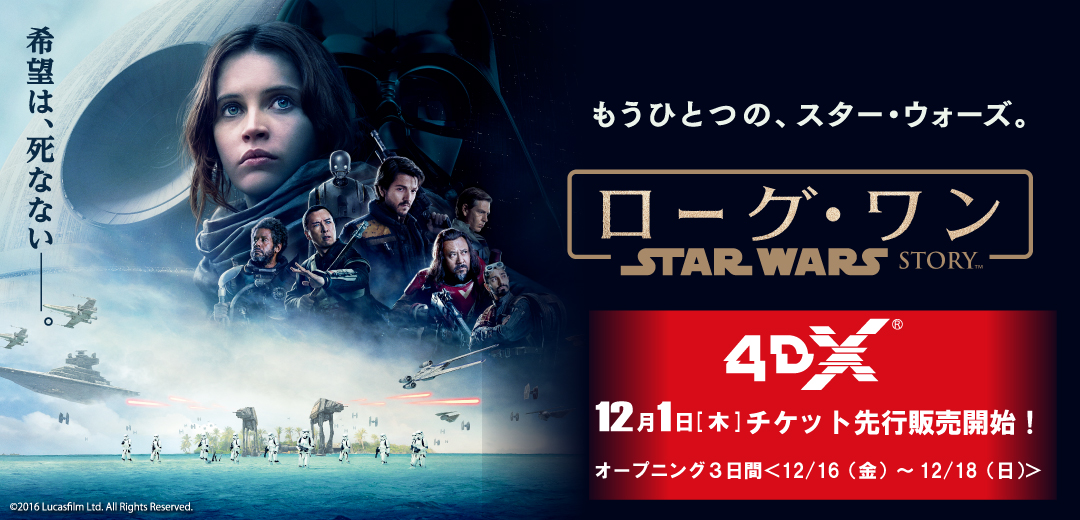 希望は、死なない──。
もうひとつの、スター・ウォーズ。
ローグ・ワン
STAR WARS STORY™
4DX®
12月1日[木]チケット先行販売開始！
オープニング3日間<12/16（金）～12/18（日）>
©2016 Lucasfilm Ltd. All Rights Reserved.